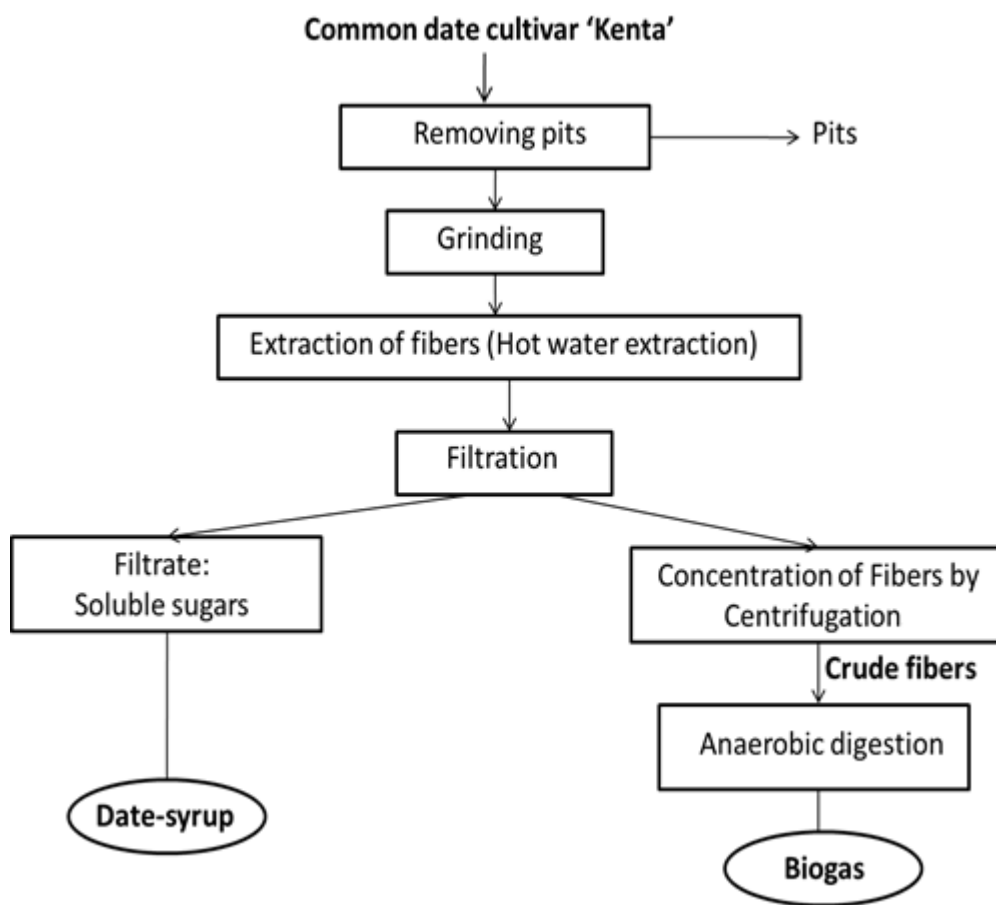 Common date cultivar ‘Kenta’
Removing pits
Pits
Grinding
Extraction of fibers (Hot water extraction)
Filtration
Filtrate:
Soluble sugars
Concentration of Fibers by
Centrifugation
Crude fibers
Anaerobic digestion
Date-syrup
Biogas